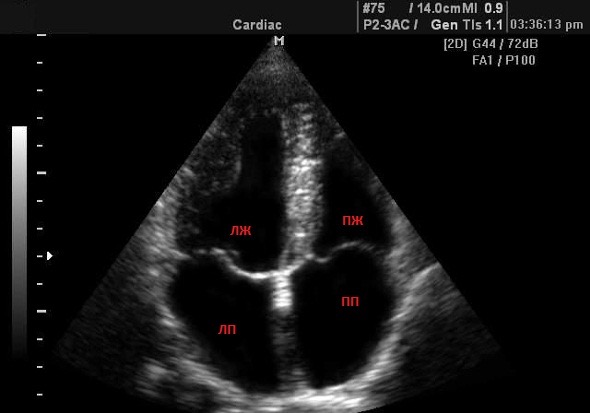 #75 / 14.0cm MI 0.9
Cardiac P2-3AC / Gen TIs 1.1 03:36:13 pm
M [2D] G44 / 72dB
FA1 / P100
ЛЖ ПЖ
ЛП ПП